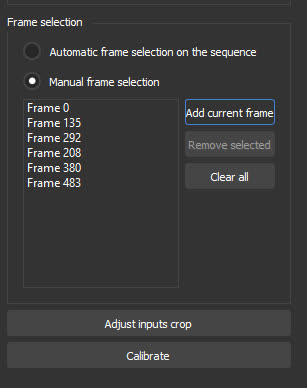 Frame selection
Automatic frame selection on the sequence
Manual frame selection
Frame 0
Frame 135
Frame 292
Frame 208
Frame 380
Frame 483
Add current frame
Remove selected
Clear all
Adjust inputs crop
Calibrate